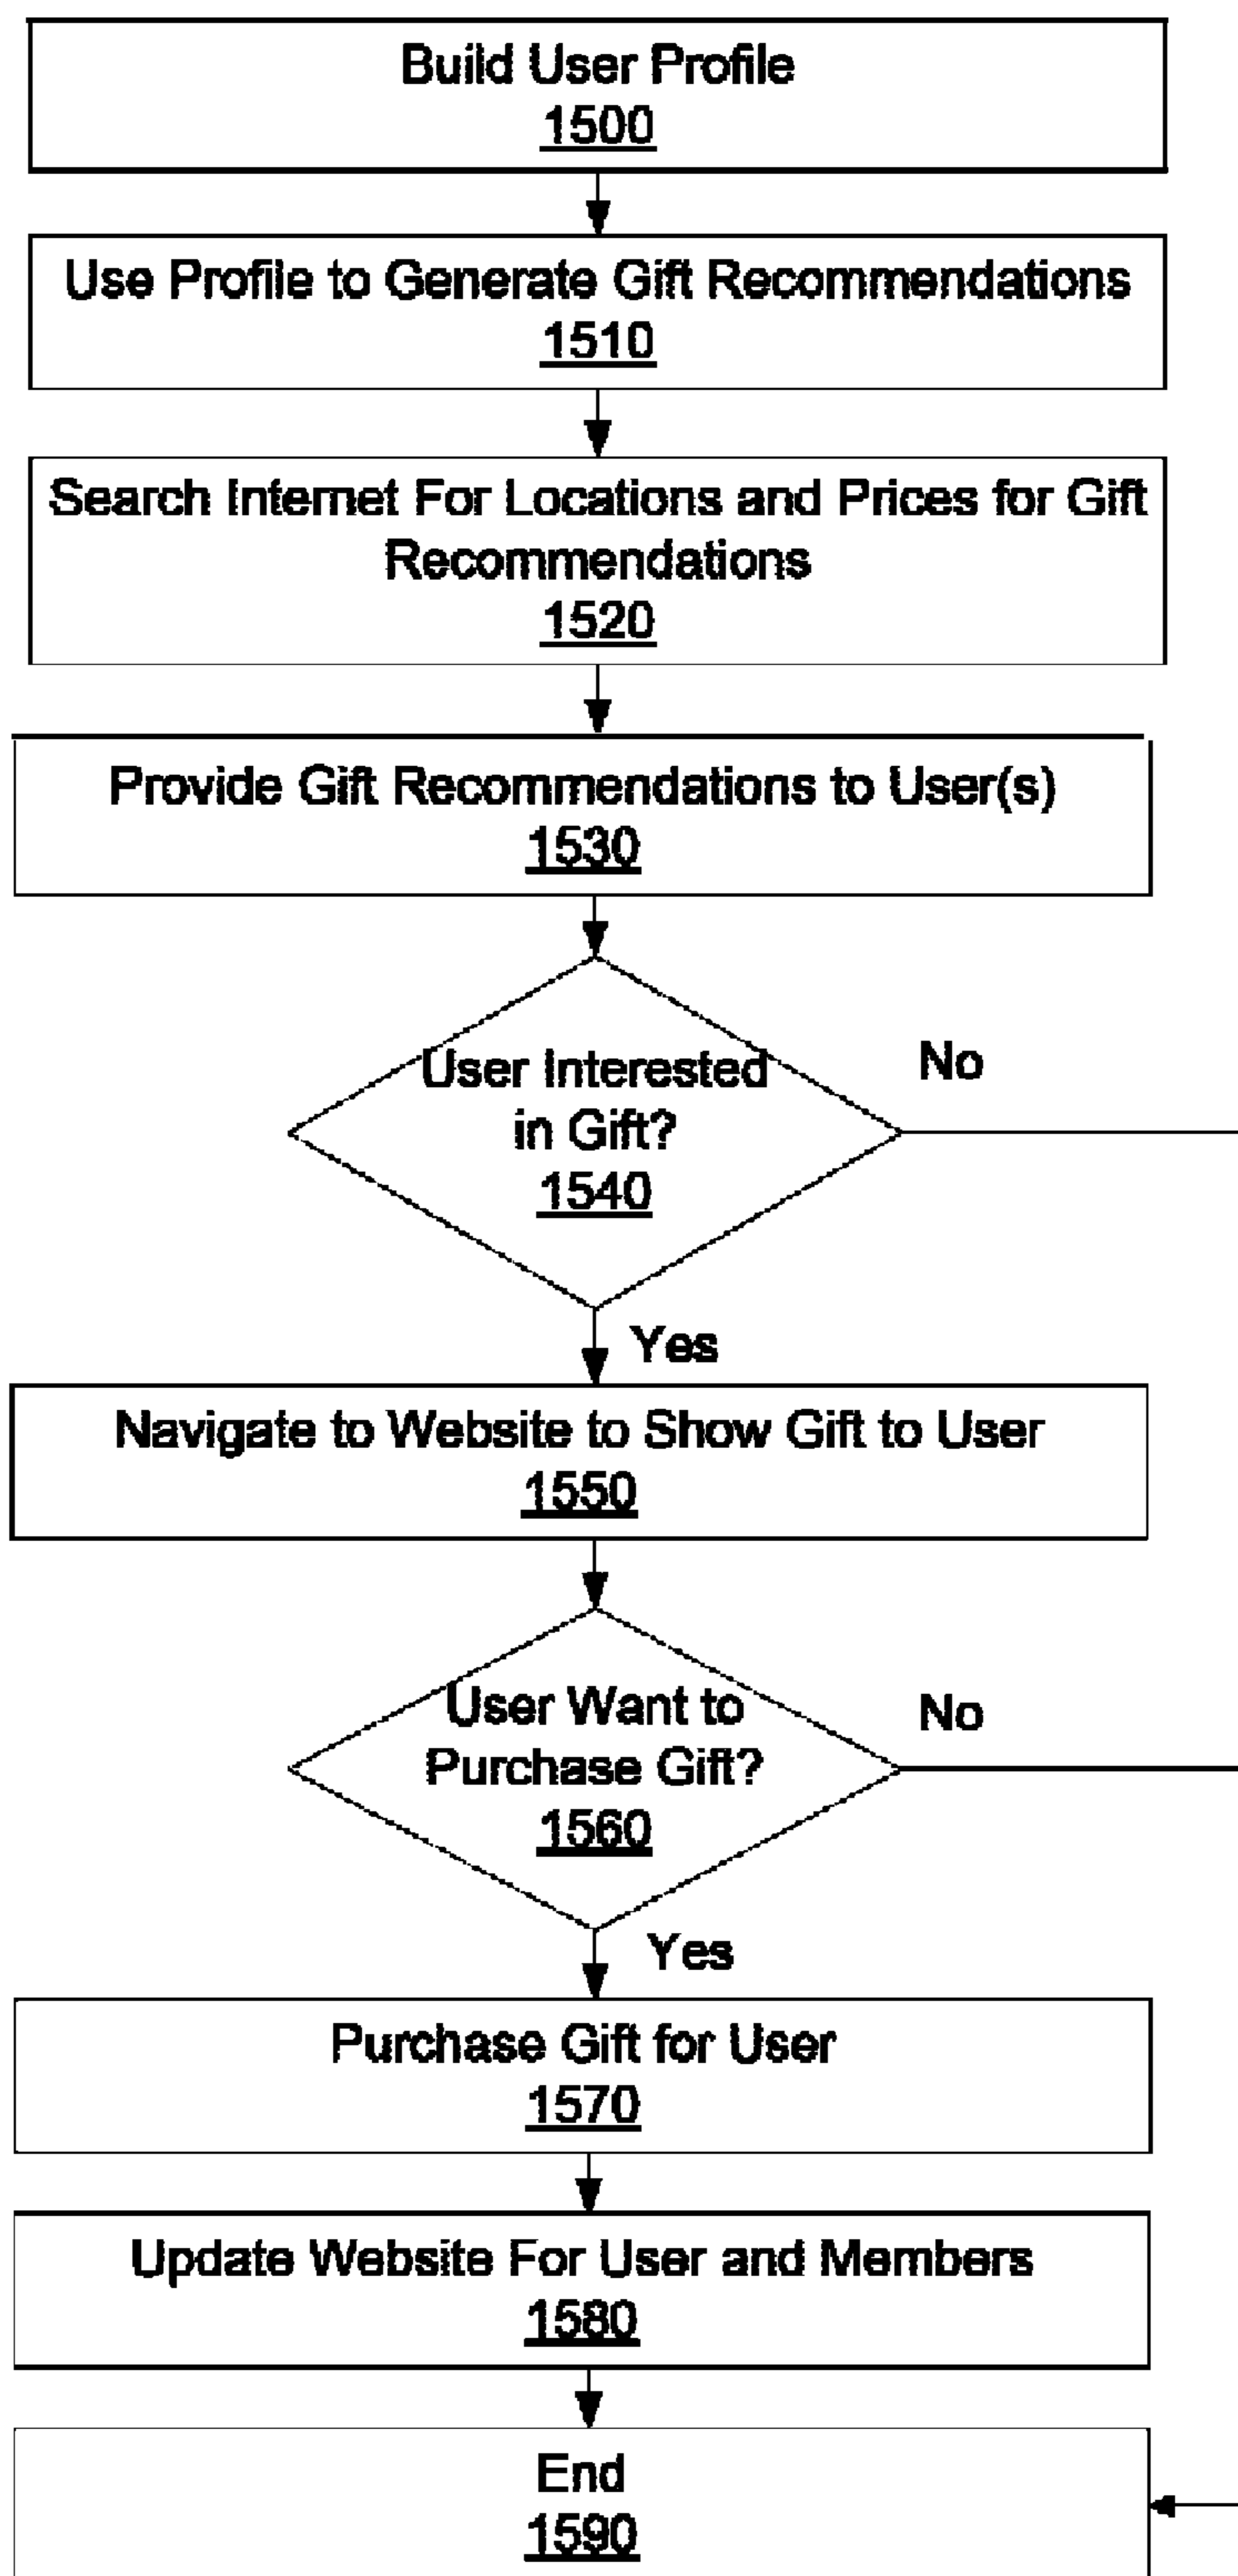 Build User Profile
1500
Use Profile to Generate Gift Recommendations
1510
Search Internet For Locations and Prices for Gift
Recommendations
1520
Provide Gift Recommendations to User(s)
1530
User Interested
in Gift?
1540
No
Yes
Navigate to Website to Show Gift to User
1550
User Want to
Purchase Gift?
1560
No
Yes
Purchase Gift for User
1570
Update Website For User and Members
1580
End
1590